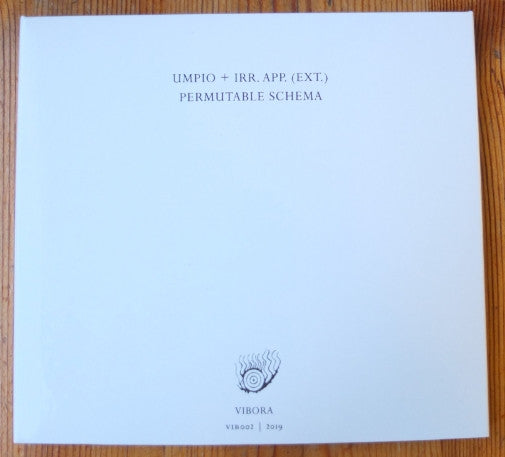 UMPIO + IRR. APP. (EXT.)
PERMUTABLE SCHEMA
VIBORA
VIB002 | 2019